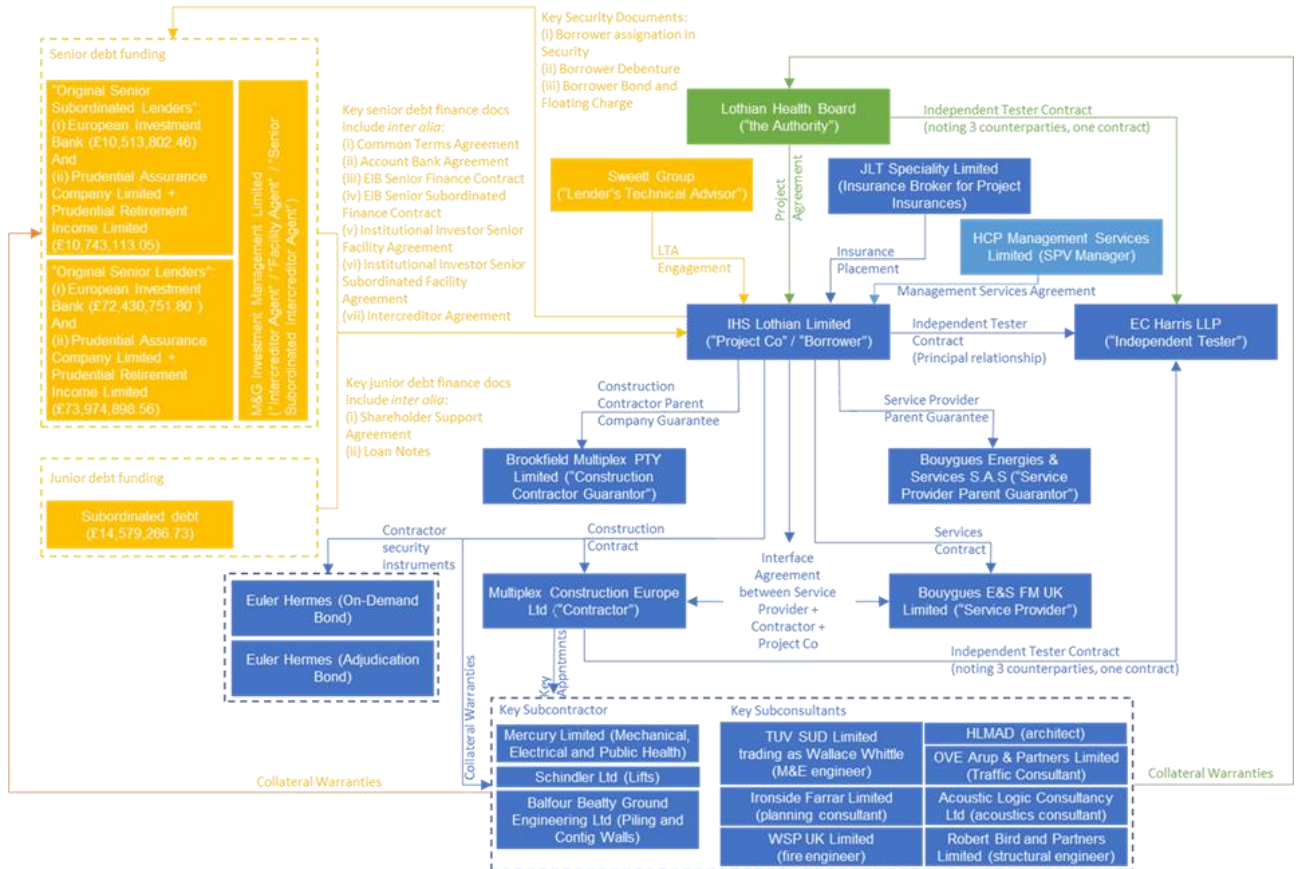 Senior debt funding
"Original Senior
Subordinated Lenders":
(i) European Investment
Bank (£10,513,802.46)
And
(ii) Prudential Assurance
Company Limited +
Prudential Retirement
Income Limited
(£10,743,113.05)
"Original Senior Lenders":
(i) European Investment
Bank (£72,430,751.80 )
And
(ii) Prudential Assurance
Company Limited +
Prudential Retirement
Income Limited
(£73,974,898.56)
M&G Investment Management Limited
("Intercreditor Agent" / "Facility Agent" / "Senior
Subordinated Intercreditor Agent")
Junior debt funding
Subordinated debt
(£14,579,266.73)
Key senior debt finance docs
include inter alia:
(i) Common Terms Agreement
(ii) Account Bank Agreement
(iii) EIB Senior Finance Contract
(iv) EIB Senior Subordinated
Finance Contract
(v) Institutional Investor Senior
Facility Agreement
(vi) Institutional Investor Senior
Subordinated Facility
Agreement
(vii) Intercreditor Agreement
Key junior debt finance docs
include inter alia:
(i) Shareholder Support
Agreement
(ii) Loan Notes
Key Security Documents:
(i) Borrower assignation in
Security
(ii) Borrower Debenture
(iii) Borrower Bond and
Floating Charge
Lothian Health Board
("the Authority")
Independent Tester Contract
(noting 3 counterparties, one contract)
Sweett Group
("Lender's Technical Advisor")
Project
Agreement
JLT Speciality Limited
(Insurance Broker for Project
Insurances)
HCP Management Services
Limited (SPV Manager)
LTA
Engagement
Insurance
Placement
Management Services Agreement
IHS Lothian Limited
("Project Co" / "Borrower")
Independent Tester
Contract
(Principal relationship)
EC Harris LLP
("Independent Tester")
Construction
Contractor Parent
Company Guarantee
Service Provider
Parent Guarantee
Brookfield Multiplex PTY
Limited ("Construction
Contractor Guarantor")
Bouygues Energies &
Services S.A.S ("Service
Provider Parent Guarantor")
Contractor
security
instruments
Construction
Contract
Services
Contract
Euler Hermes (On-Demand
Bond)
Euler Hermes (Adjudication
Bond)
Multiplex Construction Europe
Ltd ("Contractor")
Interface
Agreement
between Service
Provider +
Contractor +
Project Co
Bouygues E&S FM UK
Limited ("Service Provider")
Independent Tester Contract
(noting 3 counterparties, one contract)
Collateral Warranties
Key
Appntmnts
Key Subcontractor
Mercury Limited (Mechanical,
Electrical and Public Health)
Schindler Ltd (Lifts)
Balfour Beatty Ground
Engineering Ltd (Piling and
Contig Walls)
Key Subconsultants
TUV SUD Limited
trading as Wallace Whittle
(M&E engineer)
Ironside Farrar Limited
(planning consultant)
WSP UK Limited
(fire engineer)
HLMAD (architect)
OVE Arup & Partners Limited
(Traffic Consultant)
Acoustic Logic Consultancy
Ltd (acoustics consultant)
Robert Bird and Partners
Limited (structural engineer)
Collateral Warranties
Collateral Warranties